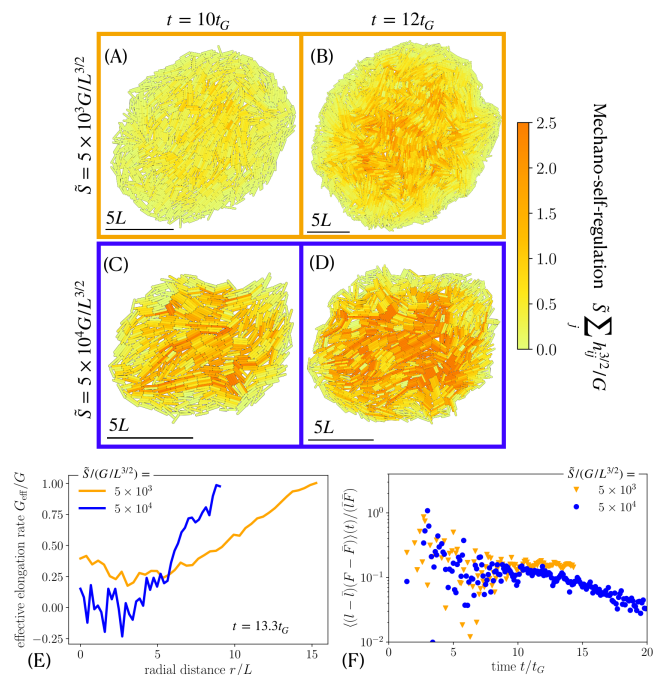 t = 10t_G
t = 12t_G
S̃ = 5 × 10³G/L^{3/2}
(A)
(B)
5L
5L
S̃ = 5 × 10⁴G/L^{3/2}
(C)
(D)
5L
5L
2.5
2.0
1.5
1.0
0.5
0.0
Mechano-self-regulation S̃ ∑_j h_{ij}^{3/2}/G
effective elongation rate G_eff/G
1.00
0.75
0.50
0.25
0.00
−0.25
S̃/(G/L^{3/2}) =
5 × 10³
5 × 10⁴
t = 13.3t_G
0
5
10
15
radial distance r/L
(E)
⟨(l − l̄)(F − F̄)⟩(t)/(l̄F̄)
10⁰
10⁻¹
10⁻²
S̃/(G/L^{3/2}) =
5 × 10³
5 × 10⁴
0
5
10
15
20
time t/t_G
(F)